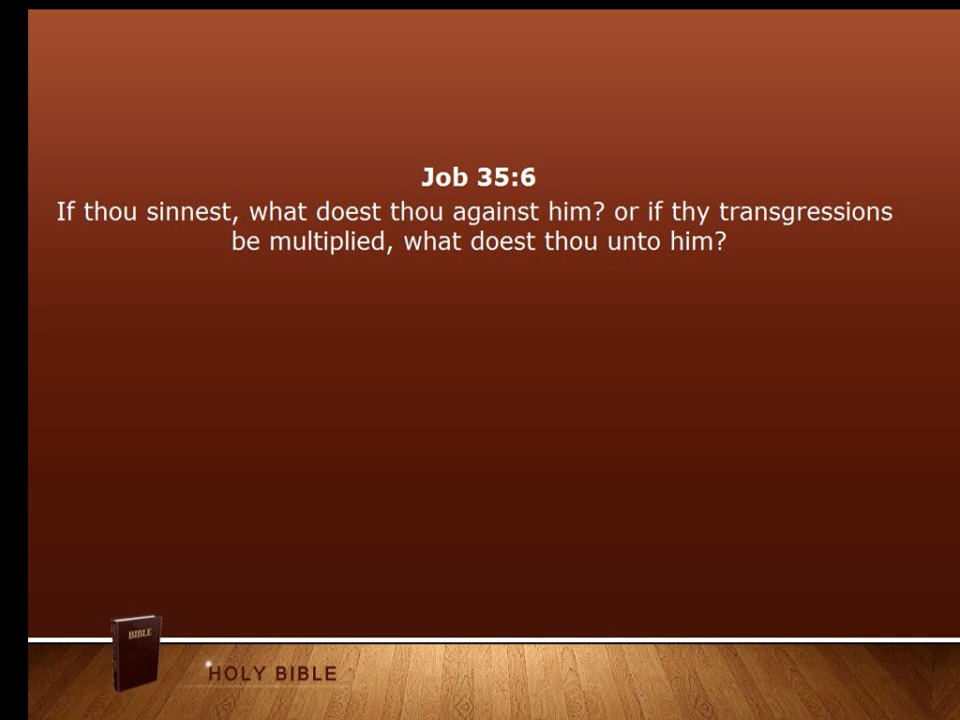 Job 35:6
If thou sinnest, what doest thou against him? or if thy transgressions
be multiplied, what doest thou unto him?
BIBLE
HOLY BIBLE